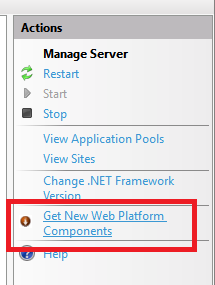 Actions
Manage Server
Restart
Start
Stop
View Application Pools
View Sites
Change .NET Framework
Version
Get New Web Platform
Components
Help